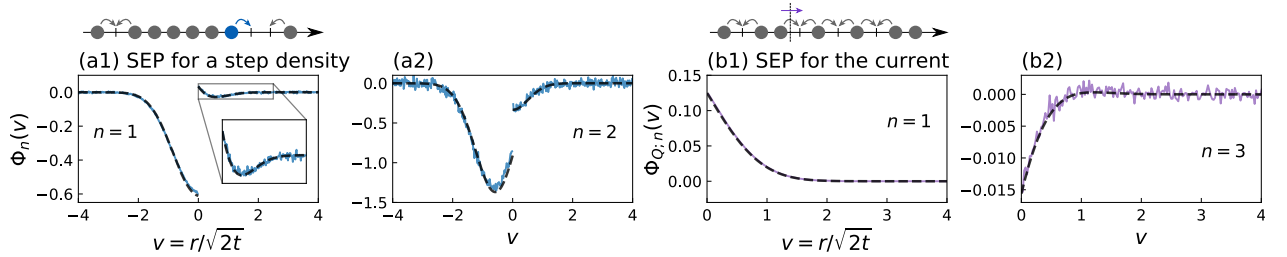 (a1) SEP for a step density
(a2)
(b1) SEP for the current
(b2)
Φₙ(v)
0.0
−0.2
−0.4
−0.6
n = 1
−4
−2
0
2
4
v = r/√2t
0.0
−0.5
−1.0
−1.5
n = 2
−4
−2
0
2
4
v
Φ_{Q;n}(v)
0.15
0.10
0.05
0.00
n = 1
0
1
2
3
4
v = r/√2t
0.000
−0.005
−0.010
−0.015
n = 3
0
1
2
3
4
v